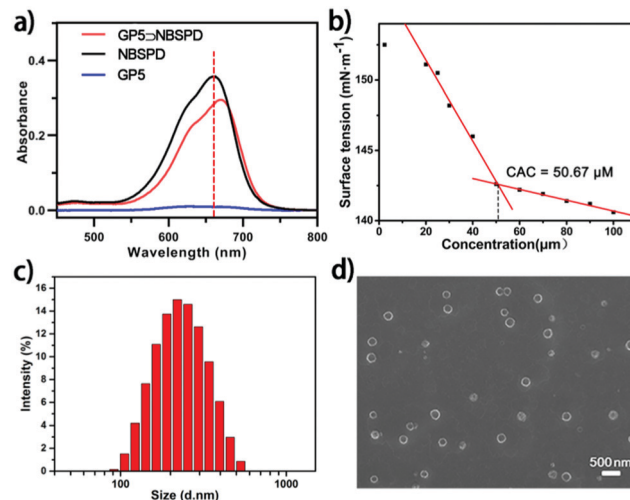 a)
GP5⊃NBSPD
NBSPD
GP5
Absorbance
0.4
0.2
0.0
500 600 700 800
Wavelength (nm)
b)
Surface tension (mN·m⁻¹)
150
145
140
CAC = 50.67 μM
0 20 40 60 80 100
Concentration(μm）
c)
Intensity (%)
16
14
12
10
8
6
4
2
0
100 1000
Size (d.nm)
d)
500 nm